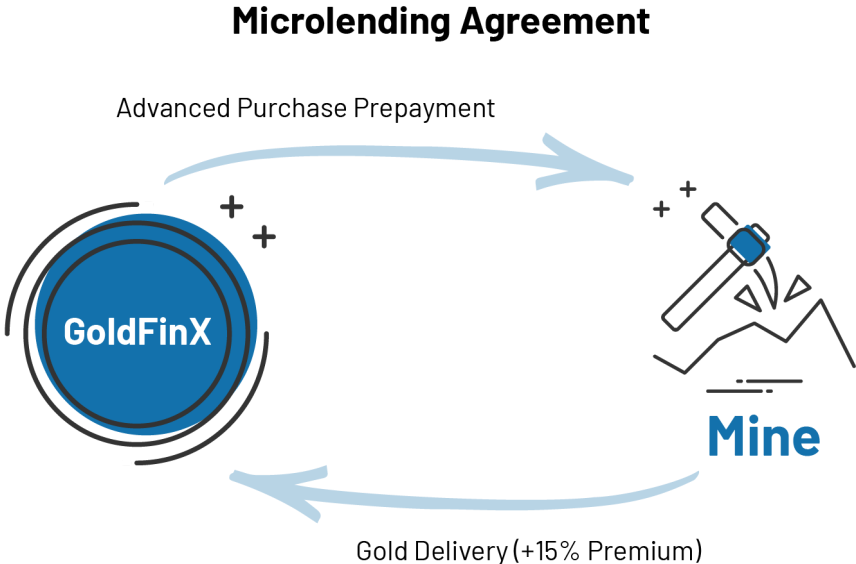 Microlending Agreement
Advanced Purchase Prepayment
GoldFinX
Mine
Gold Delivery (+15% Premium)